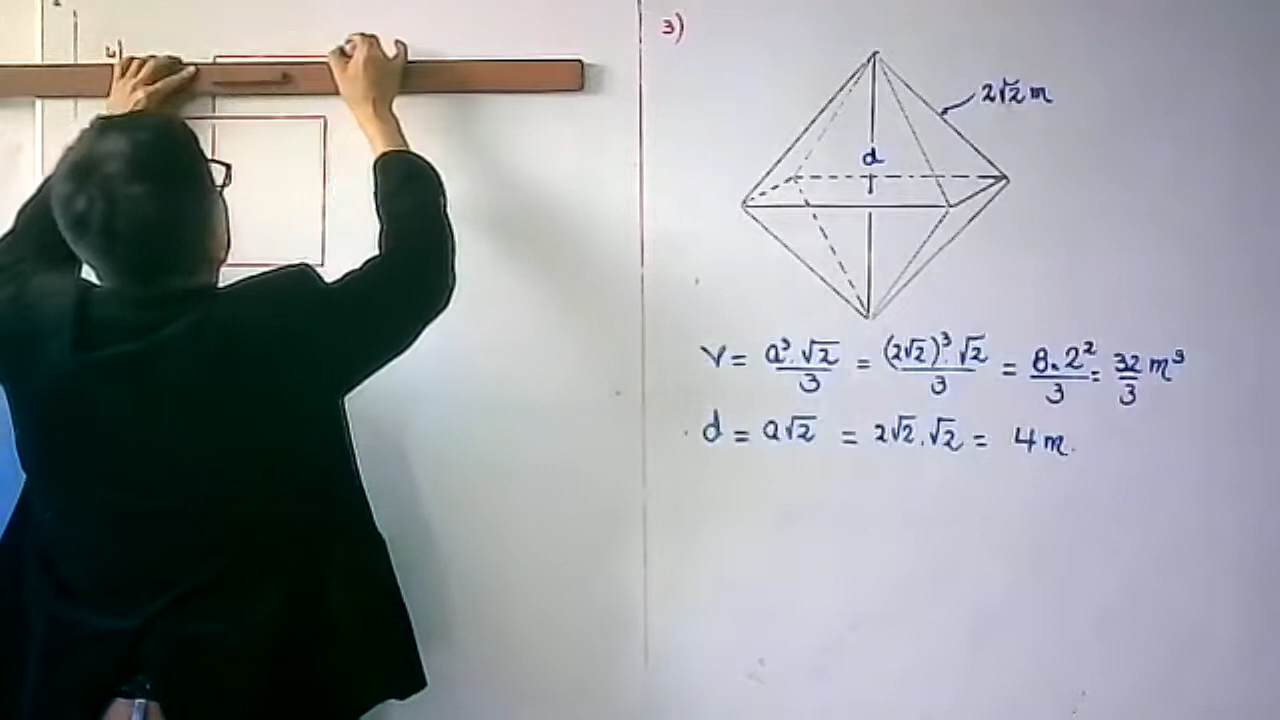 3)
2√2 m
d
V = a³.√2/3 = (2√2)³.√2/3 = 8.2²/3 = 32/3 m³
d = a√2 = 2√2.√2 = 4 m.